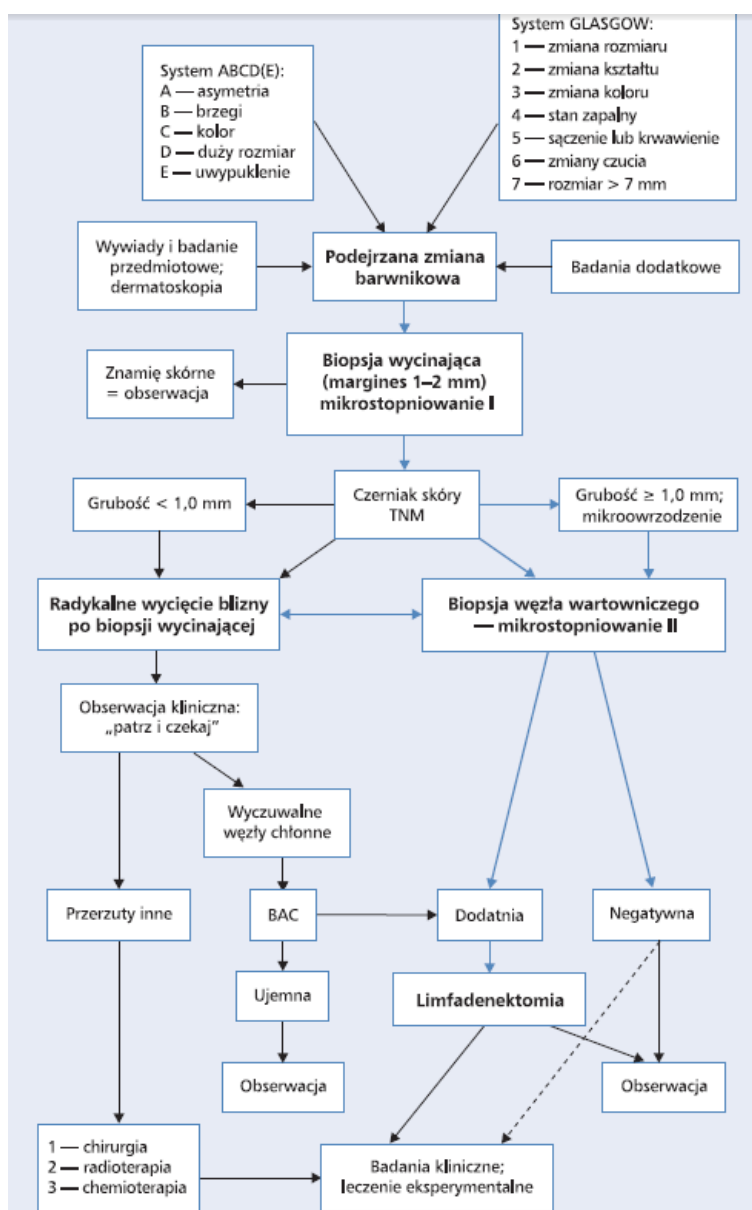 System GLASGOW:
1 — zmiana rozmiaru
2 — zmiana kształtu
3 — zmiana koloru
4 — stan zapalny
5 — sączenie lub krwawienie
6 — zmiany czucia
7 — rozmiar > 7 mm
System ABCD(E):
A — asymetria
B — brzegi
C — kolor
D — duży rozmiar
E — uwypuklenie
Wywiady i badanie
przedmiotowe;
dermatoskopia
Podejrzana zmiana
barwnikowa
Badania dodatkowe
Znamię skórne
= obserwacja
Biopsja wycinająca
(margines 1–2 mm)
mikrostopniowanie I
Grubość < 1,0 mm
Czerniak skóry
TNM
Grubość ≥ 1,0 mm;
mikroowrzodzenie
Radykalne wycięcie blizny
po biopsji wycinającej
Biopsja węzła wartowniczego
— mikrostopniowanie II
Obserwacja kliniczna:
„patrz i czekaj”
Wyczuwalne
węzły chłonne
Przerzuty inne
BAC
Dodatnia
Negatywna
Ujemna
Limfadenektomia
Obserwacja
Obserwacja
1 — chirurgia
2 — radioterapia
3 — chemioterapia
Badania kliniczne;
leczenie eksperymentalne